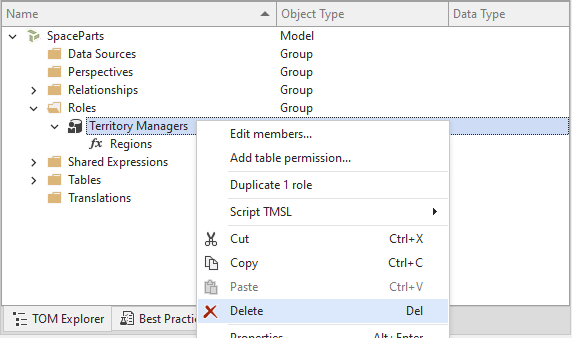 Name Object Type Data Type
SpaceParts Model
Data Sources Group
Perspectives Group
Relationships Group
Roles Group
Territory Managers
Edit members...
fx Regions
Add table permission...
Shared Expressions
Duplicate 1 role
Tables
Translations
Script TMSL
Cut Ctrl+X
Copy Ctrl+C
Paste Ctrl+V
Delete Del
TOM Explorer Best Practic
Properties... Alt+Enter